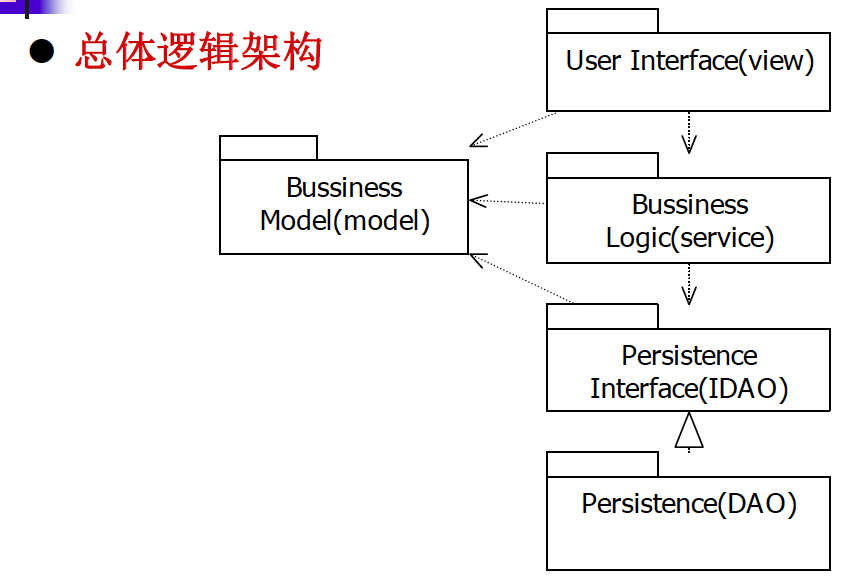 总体逻辑架构
User Interface(view)
Bussiness
Model(model)
Bussiness
Logic(service)
Persistence
Interface(IDAO)
Persistence(DAO)